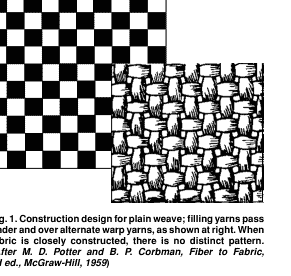 g. 1. Construction design for plain weave; filling yarns pass
nder and over alternate warp yarns, as shown at right. When
bric is closely constructed, there is no distinct pattern.
fter M. D. Potter and B. P. Corbman, Fiber to Fabric,
d ed., McGraw-Hill, 1959)